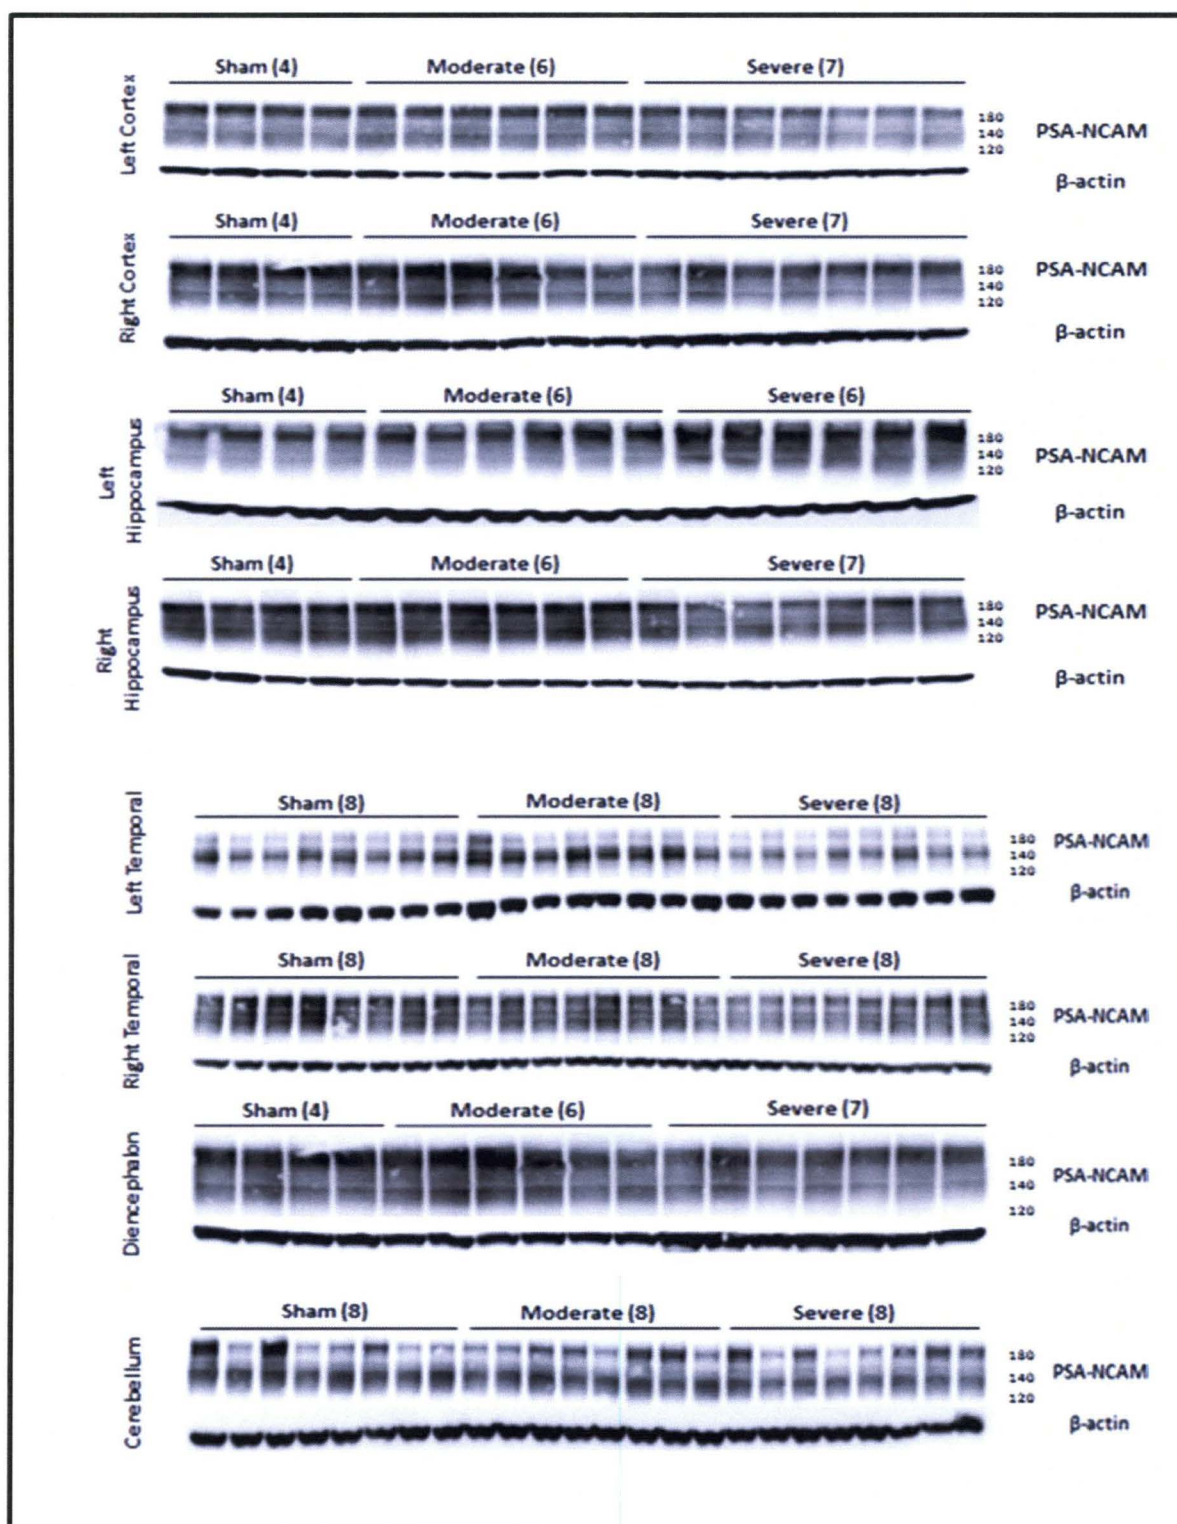 Sham (4) Moderate (6) Severe (7)
Left Cortex
180
140
120
PSA-NCAM
β-actin
Sham (4) Moderate (6) Severe (7)
Right Cortex
180
140
120
PSA-NCAM
β-actin
Sham (4) Moderate (6) Severe (6)
Left
Hippocampus
180
140
120
PSA-NCAM
β-actin
Sham (4) Moderate (6) Severe (7)
Right
Hippocampus
180
140
120
PSA-NCAM
β-actin
Sham (8) Moderate (8) Severe (8)
Left Temporal
180
140
120
PSA-NCAM
β-actin
Sham (8) Moderate (8) Severe (8)
Right Temporal
180
140
120
PSA-NCAM
β-actin
Sham (4) Moderate (6) Severe (7)
Diencephalon
180
140
120
PSA-NCAM
β-actin
Sham (8) Moderate (8) Severe (8)
Cerebellum
180
140
120
PSA-NCAM
β-actin